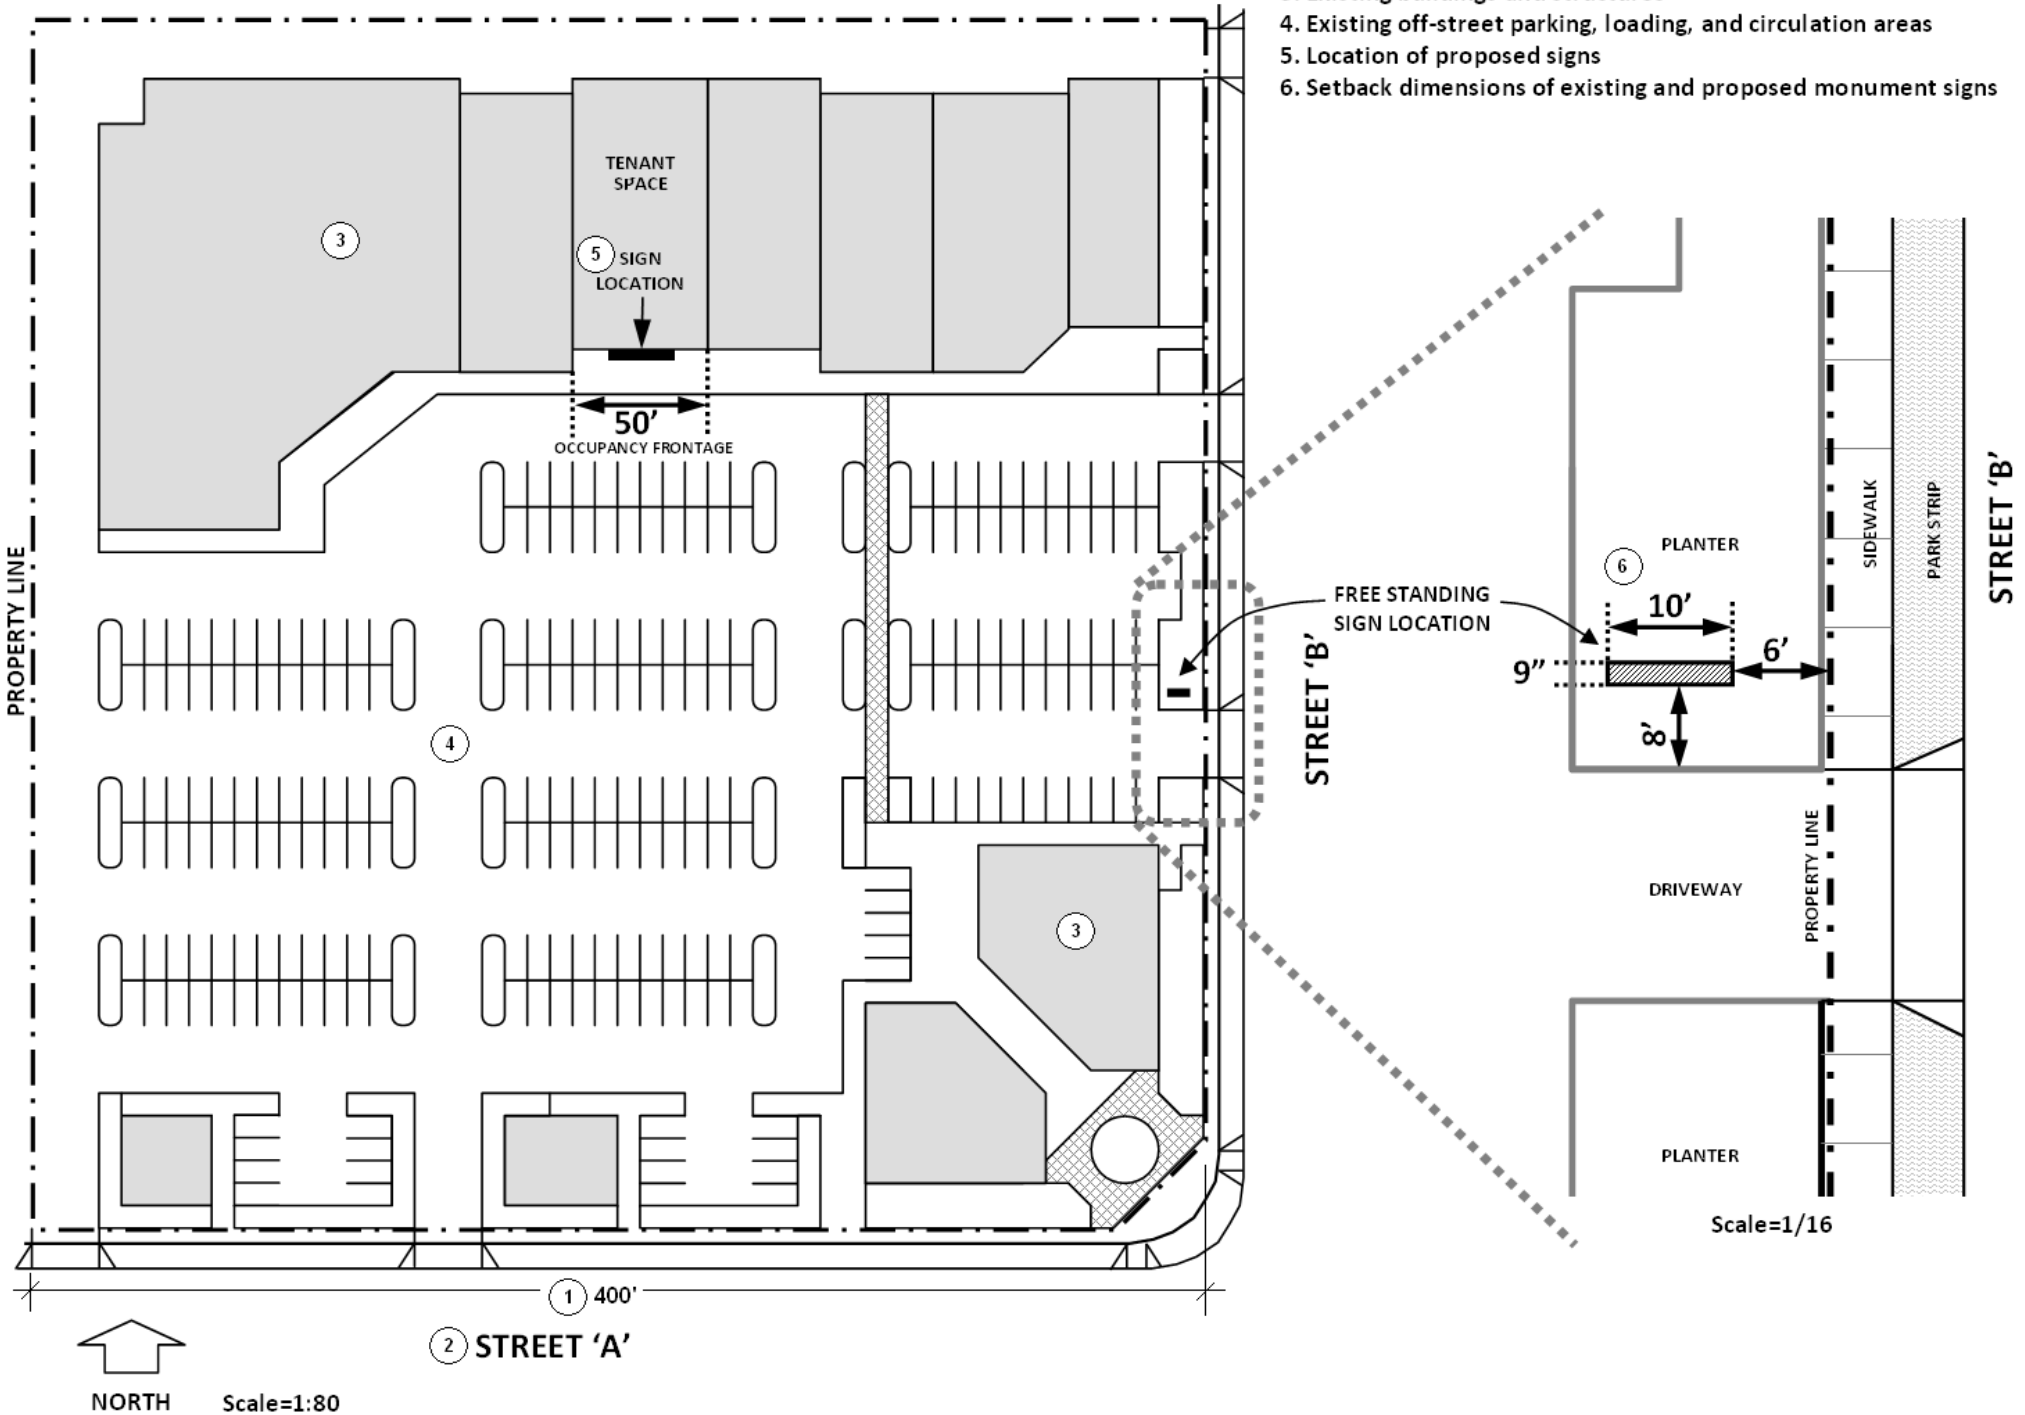 4. Existing off-street parking, loading, and circulation areas
5. Location of proposed signs
6. Setback dimensions of existing and proposed monument signs
TENANT
SPACE
3
5
SIGN
LOCATION
50’
OCCUPANCY FRONTAGE
PROPERTY LINE
4
3
FREE STANDING
SIGN LOCATION
STREET ‘B’
PLANTER
6
10’
9”
6’
8’
SIDEWALK
PARK STRIP
STREET ‘B’
DRIVEWAY
PROPERTY LINE
PLANTER
Scale=1/16
1
400'
2
STREET ‘A’
NORTH
Scale=1:80